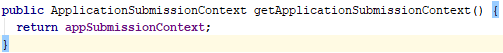 public ApplicationSubmissionContext getApplicationSubmissionContext() {
return appSubmissionContext;
}